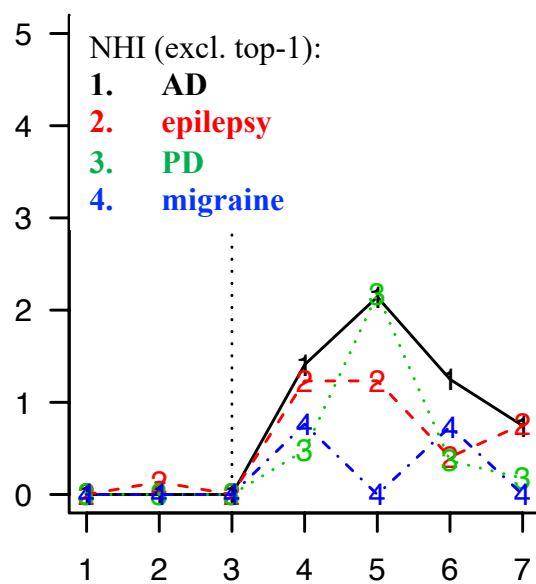 5
NHI (excl. top-1):
1. AD
4
2. epilepsy
3. PD
3
4. migraine
2
1
0
1 2 3 4 5 6 7